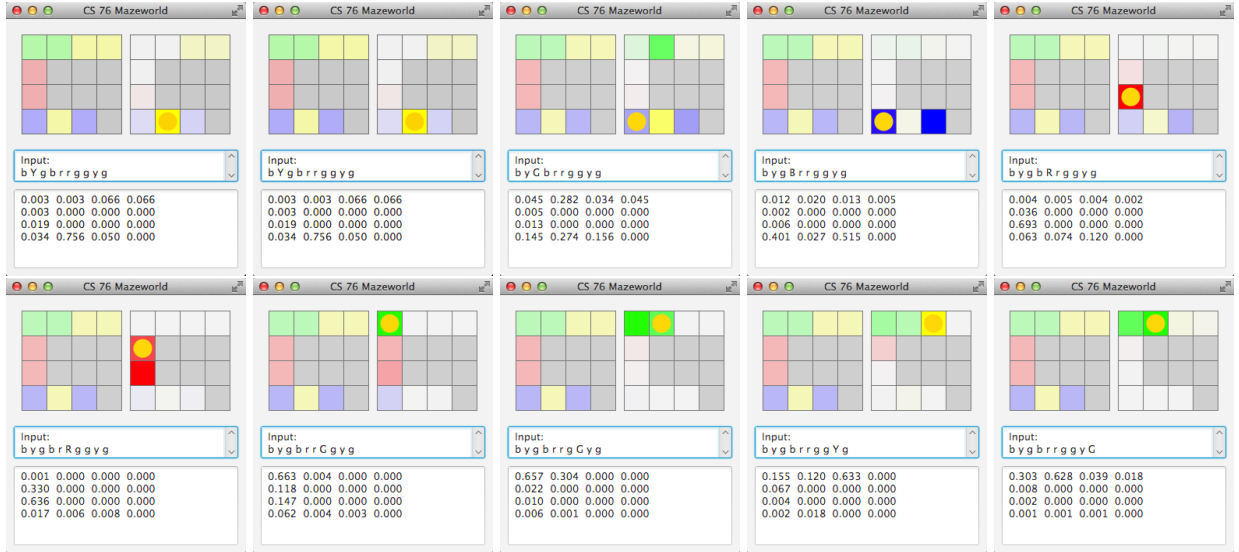 CS 76 Mazeworld
Input:
b Y g b r r g g y g
0.003 0.003 0.066 0.066
0.003 0.000 0.000 0.000
0.019 0.000 0.000 0.000
0.034 0.756 0.050 0.000
CS 76 Mazeworld
Input:
b Y g b r r g g y g
0.003 0.003 0.066 0.066
0.003 0.000 0.000 0.000
0.019 0.000 0.000 0.000
0.034 0.756 0.050 0.000
CS 76 Mazeworld
Input:
b y G b r r g g y g
0.045 0.282 0.034 0.045
0.005 0.000 0.000 0.000
0.013 0.000 0.000 0.000
0.145 0.274 0.156 0.000
CS 76 Mazeworld
Input:
b y g B r r g g y g
0.012 0.020 0.013 0.005
0.002 0.000 0.000 0.000
0.006 0.000 0.000 0.000
0.401 0.027 0.515 0.000
CS 76 Mazeworld
Input:
b y g b R r g g y g
0.004 0.005 0.004 0.002
0.036 0.000 0.000 0.000
0.693 0.000 0.000 0.000
0.063 0.074 0.120 0.000
CS 76 Mazeworld
Input:
b y g b r R g g y g
0.001 0.000 0.000 0.000
0.330 0.000 0.000 0.000
0.636 0.000 0.000 0.000
0.017 0.006 0.008 0.000
CS 76 Mazeworld
Input:
b y g b r r G g y g
0.663 0.004 0.000 0.000
0.118 0.000 0.000 0.000
0.147 0.000 0.000 0.000
0.062 0.004 0.003 0.000
CS 76 Mazeworld
Input:
b y g b r r g G y g
0.657 0.304 0.000 0.000
0.022 0.000 0.000 0.000
0.010 0.000 0.000 0.000
0.006 0.001 0.000 0.000
CS 76 Mazeworld
Input:
b y g b r r g g Y g
0.155 0.120 0.633 0.000
0.067 0.000 0.000 0.000
0.004 0.000 0.000 0.000
0.002 0.018 0.000 0.000
CS 76 Mazeworld
Input:
b y g b r r g g y G
0.303 0.628 0.039 0.018
0.008 0.000 0.000 0.000
0.002 0.000 0.000 0.000
0.001 0.001 0.001 0.000